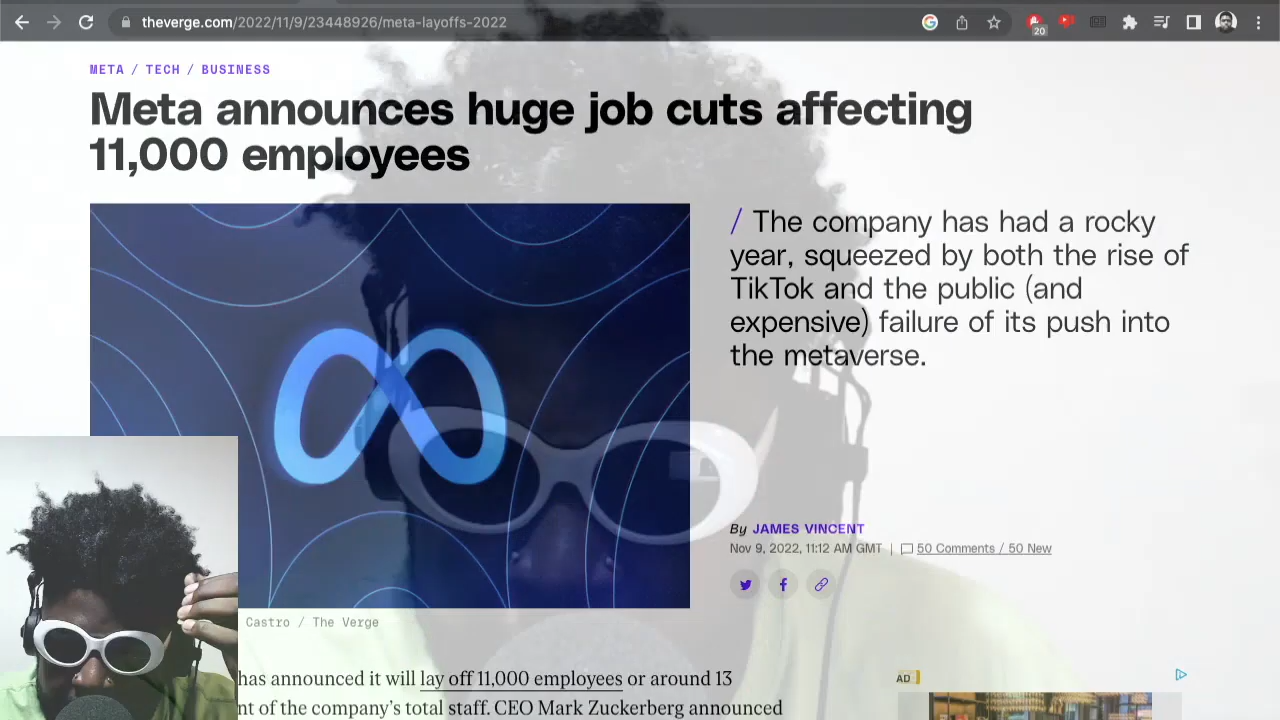 theverge.com/2022/11/9/23448926/meta-layoffs-2022
20
META / TECH / BUSINESS
Meta announces huge job cuts affecting
11,000 employees
/ The company has had a rocky
year, squeezed by both the rise of
TikTok and the public (and
expensive) failure of its push into
the metaverse.
By JAMES VINCENT
Nov 9, 2022, 11:12 AM GMT | 50 Comments / 50 New
Castro / The Verge
has announced it will lay off 11,000 employees or around 13
nt of the company's total staff. CEO Mark Zuckerberg announced
AD